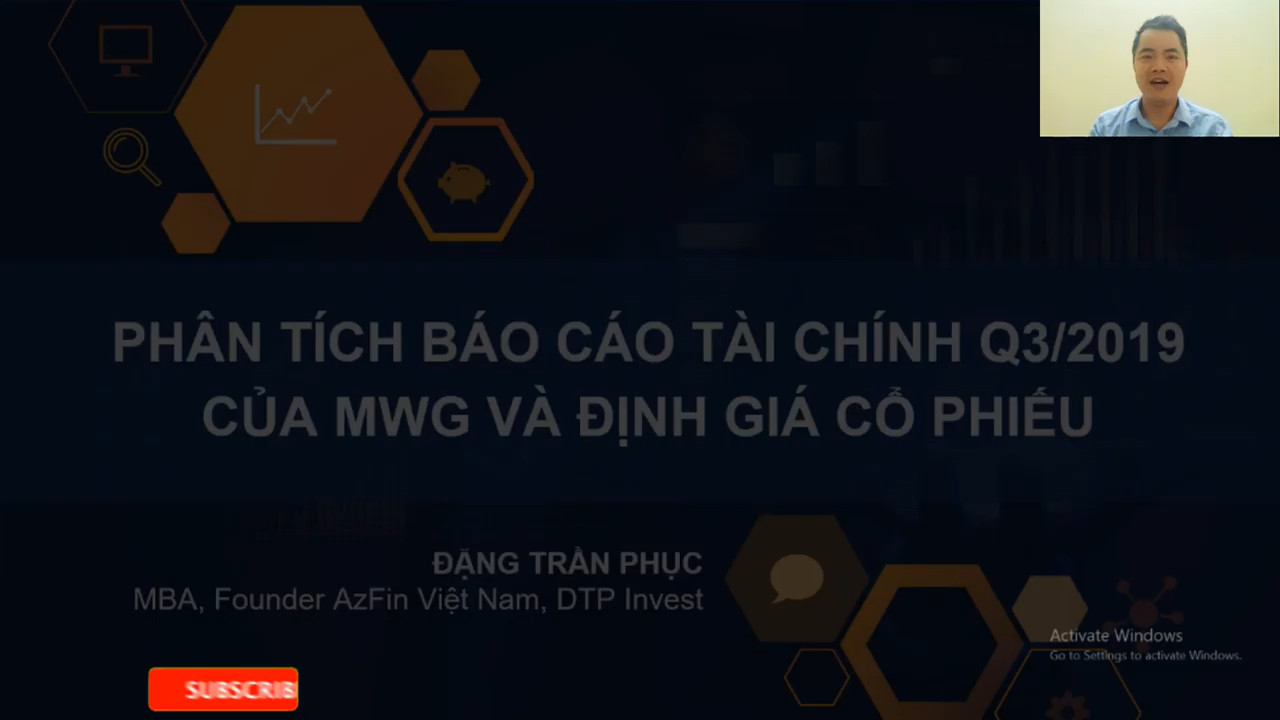 PHÂN TÍCH BÁO CÁO TÀI CHÍNH Q3/2019
CỦA MWG VÀ ĐỊNH GIÁ CỔ PHIẾU
ĐẶNG TRẦN PHỤC
MBA, Founder AzFin Việt Nam, DTP Invest
Activate Windows
Go to Settings to activate Windows.
SUBSCRIB